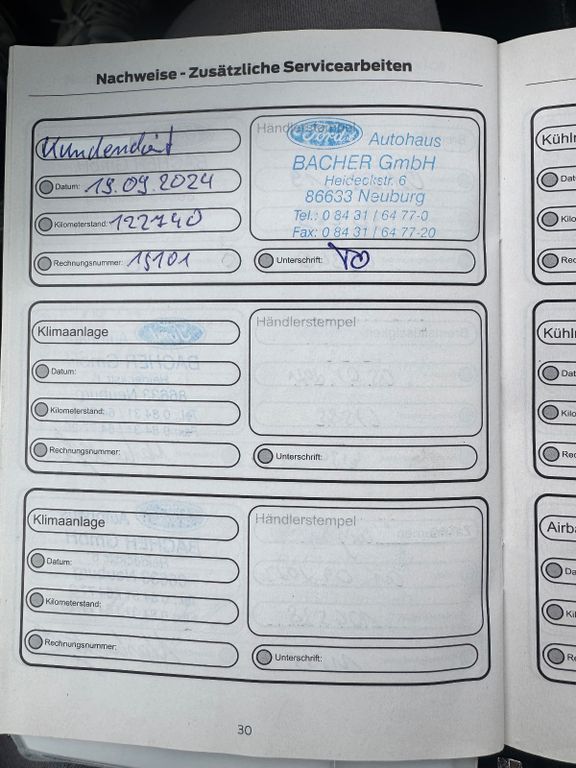 Nachweise - Zusätzliche Servicearbeiten
Kundendienst
Datum: 19.09.2024
Kilometerstand: 122740
Rechnungsnummer: 15101
Händlerstempel
Ford Autohaus
BACHER GmbH
Heideckstr. 6
86633 Neuburg
Tel.: 0 84 31 / 64 77-0
Fax: 0 84 31 / 64 77-20
Unterschrift:
Klimaanlage
Datum:
Kilometerstand:
Rechnungsnummer:
Händlerstempel
Unterschrift:
Klimaanlage
Datum:
Kilometerstand:
Rechnungsnummer:
Händlerstempel
Unterschrift:
30